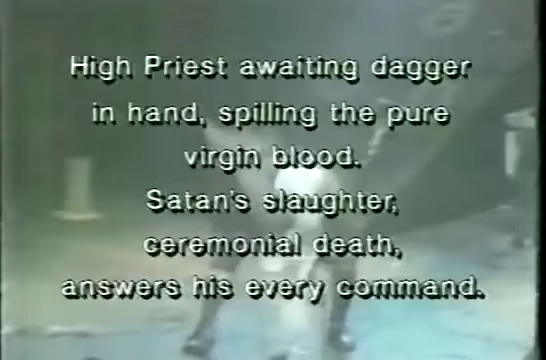 High Priest awaiting dagger
in hand, spilling the pure
virgin blood.
Satan's slaughter,
ceremonial death,
answers his every command.